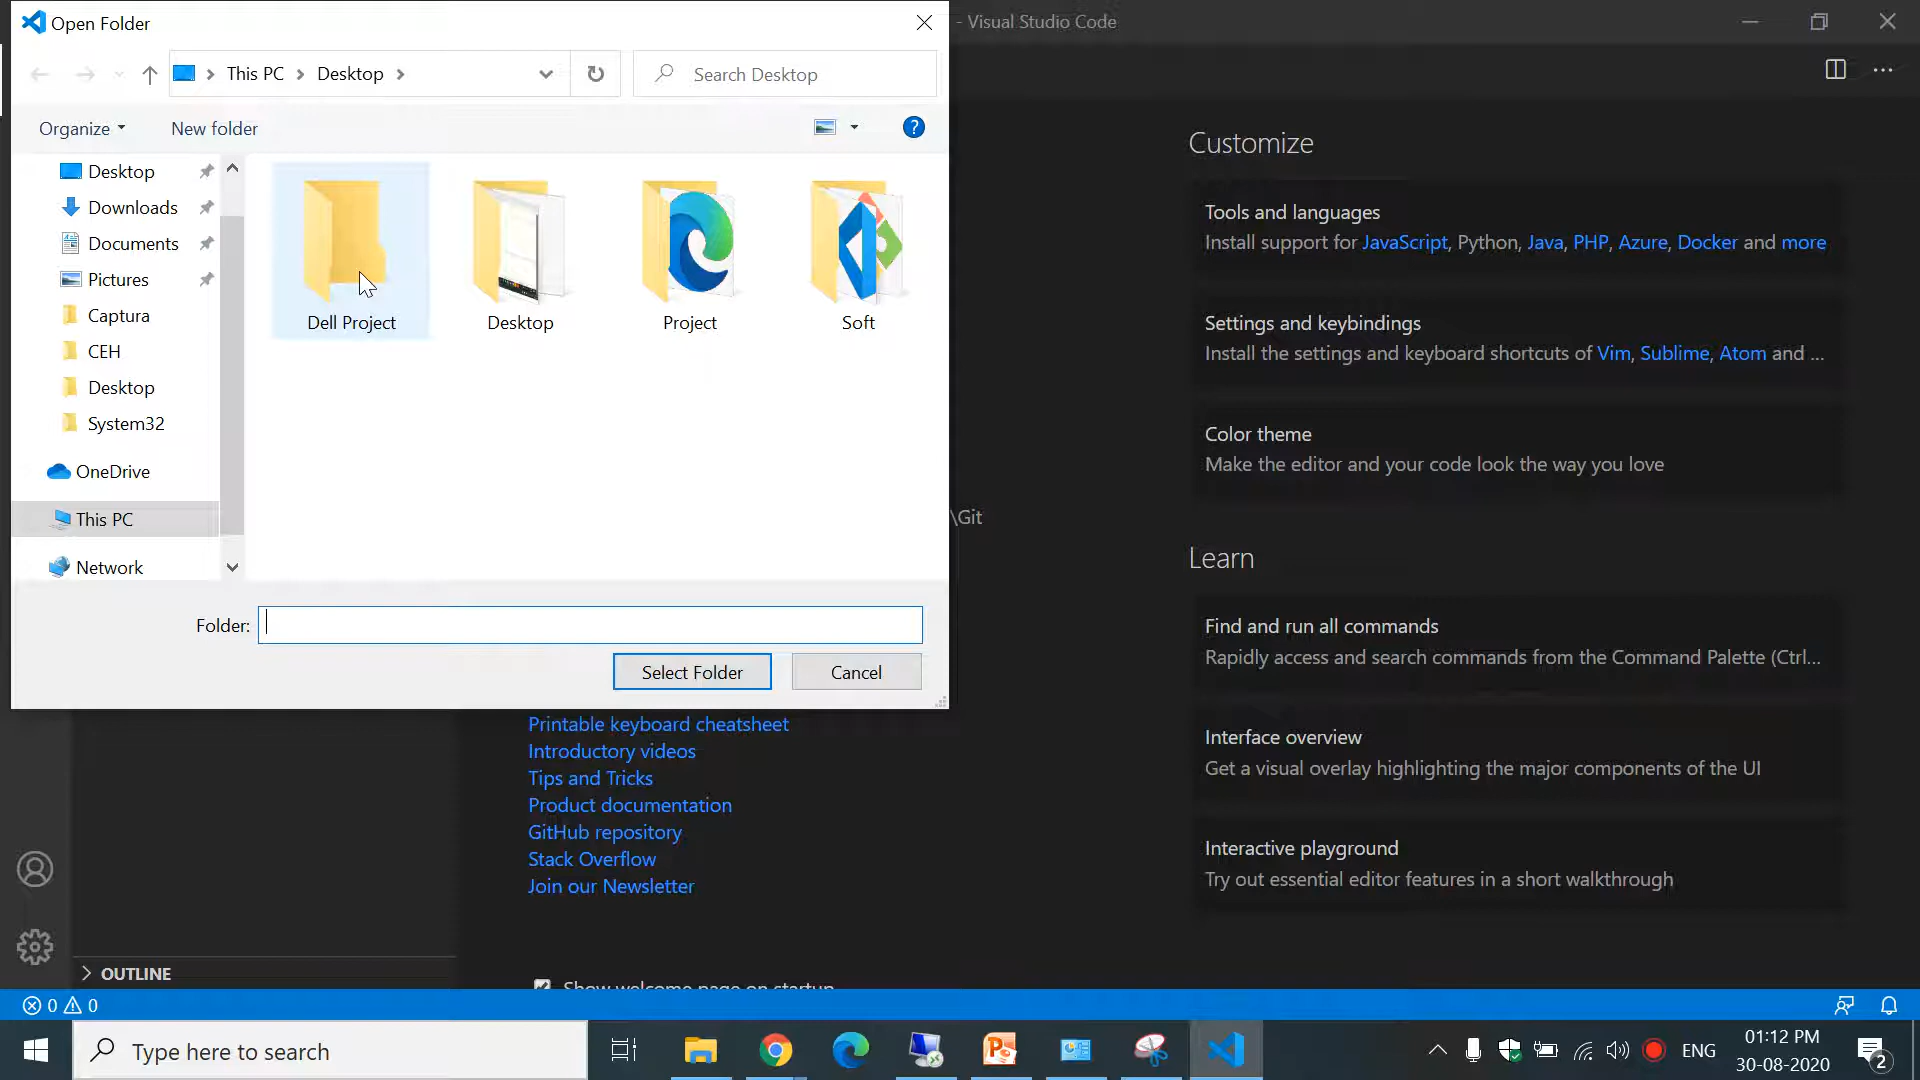 Open Folder
- Visual Studio Code
This PC
Desktop
Search Desktop
Organize
New folder
?
Desktop
Downloads
Documents
Pictures
Captura
CEH
Desktop
System32
OneDrive
This PC
Network
Dell Project
Desktop
Project
Soft
Folder:
Select Folder
Cancel
\Git
Printable keyboard cheatsheet
Introductory videos
Tips and Tricks
Product documentation
GitHub repository
Stack Overflow
Join our Newsletter
Show welcome page on startup
Customize
Tools and languages
Install support for JavaScript, Python, Java, PHP, Azure, Docker and more
Settings and keybindings
Install the settings and keyboard shortcuts of Vim, Sublime, Atom and ...
Color theme
Make the editor and your code look the way you love
Learn
Find and run all commands
Rapidly access and search commands from the Command Palette (Ctrl...
Interface overview
Get a visual overlay highlighting the major components of the UI
Interactive playground
Try out essential editor features in a short walkthrough
OUTLINE
0 0
Type here to search
ENG
01:12 PM
30-08-2020
2